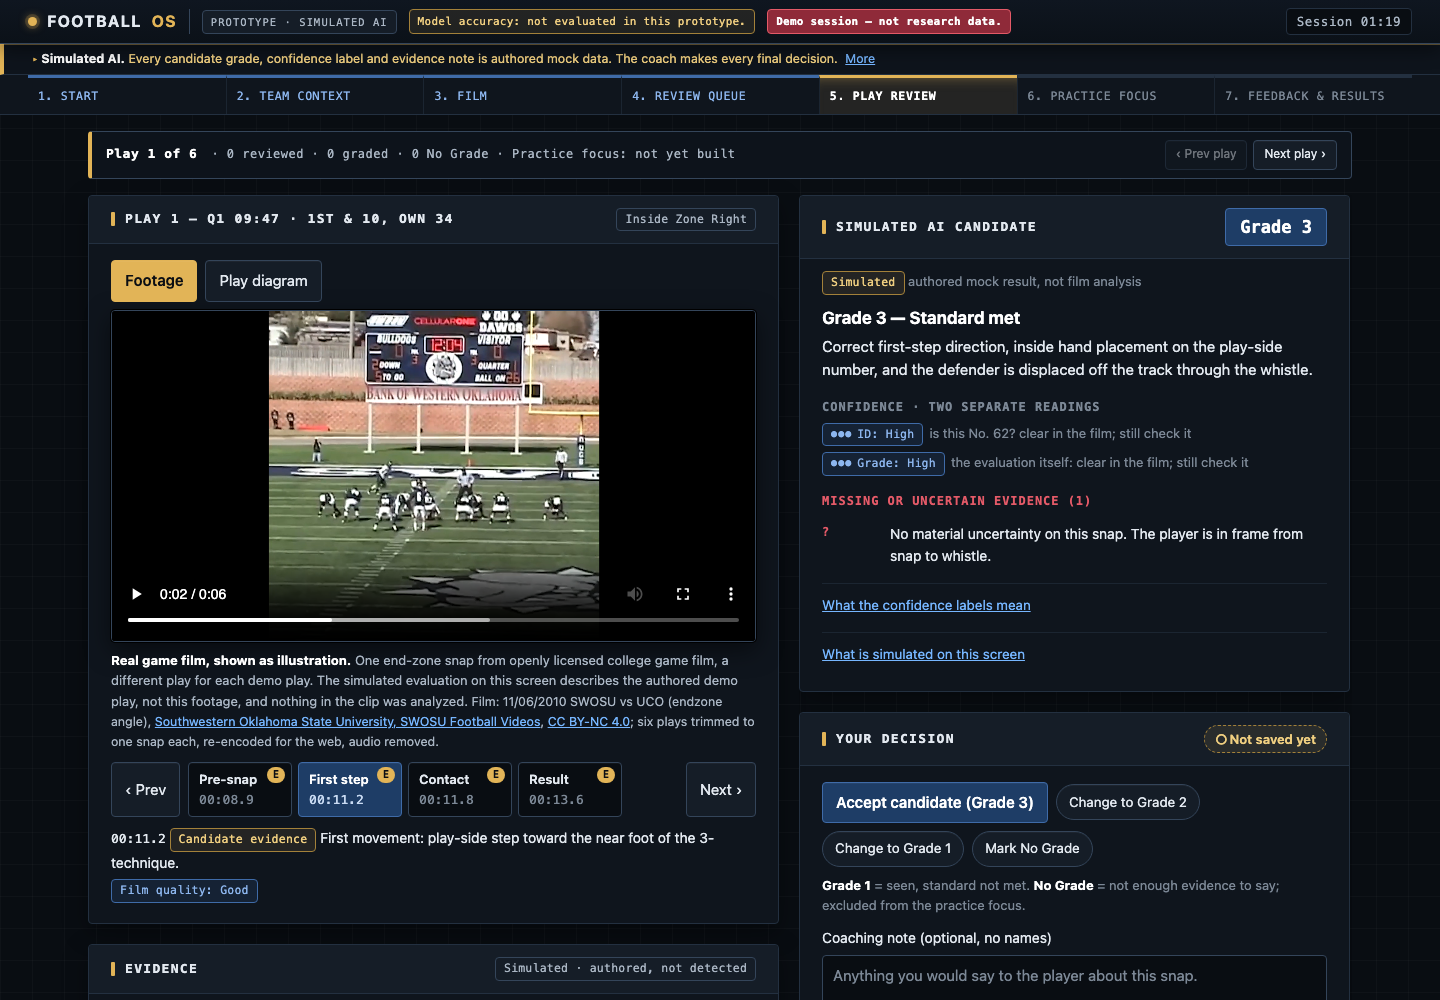 FOOTBALL OS
PROTOTYPE · SIMULATED AI
Model accuracy: not evaluated in this prototype.
Demo session — not research data.
Session 01:19
▸ Simulated AI. Every candidate grade, confidence label and evidence note is authored mock data. The coach makes every final decision. More
1. START
2. TEAM CONTEXT
3. FILM
4. REVIEW QUEUE
5. PLAY REVIEW
6. PRACTICE FOCUS
7. FEEDBACK & RESULTS
Play 1 of 6 · 0 reviewed · 0 graded · 0 No Grade · Practice focus: not yet built
‹ Prev play
Next play ›
PLAY 1 — Q1 09:47 · 1ST & 10, OWN 34
Inside Zone Right
Footage
Play diagram
CELLULARONE
DAWGS
BULLDOGS
VISITOR
12:04
DOWN
QUARTER
TO GO
BALL ON
BANK OF WESTERN OKLAHOMA
0:02 / 0:06
Real game film, shown as illustration. One end-zone snap from openly licensed college game film, a
different play for each demo play. The simulated evaluation on this screen describes the authored demo
play, not this footage, and nothing in the clip was analyzed. Film: 11/06/2010 SWOSU vs UCO (endzone
angle), Southwestern Oklahoma State University, SWOSU Football Videos, CC BY-NC 4.0; six plays trimmed to
one snap each, re-encoded for the web, audio removed.
‹ Prev
Pre-snap E
00:08.9
First step E
00:11.2
Contact E
00:11.8
Result E
00:13.6
Next ›
00:11.2 Candidate evidence First movement: play-side step toward the near foot of the 3-
technique.
Film quality: Good
EVIDENCE
Simulated · authored, not detected
SIMULATED AI CANDIDATE
Grade 3
Simulated authored mock result, not film analysis
Grade 3 — Standard met
Correct first-step direction, inside hand placement on the play-side
number, and the defender is displaced off the track through the whistle.
CONFIDENCE · TWO SEPARATE READINGS
●●● ID: High is this No. 62? clear in the film; still check it
●●● Grade: High the evaluation itself: clear in the film; still check it
MISSING OR UNCERTAIN EVIDENCE (1)
? No material uncertainty on this snap. The player is in frame from
snap to whistle.
What the confidence labels mean
What is simulated on this screen
YOUR DECISION
Not saved yet
Accept candidate (Grade 3)
Change to Grade 2
Change to Grade 1
Mark No Grade
Grade 1 = seen, standard not met. No Grade = not enough evidence to say;
excluded from the practice focus.
Coaching note (optional, no names)
Anything you would say to the player about this snap.